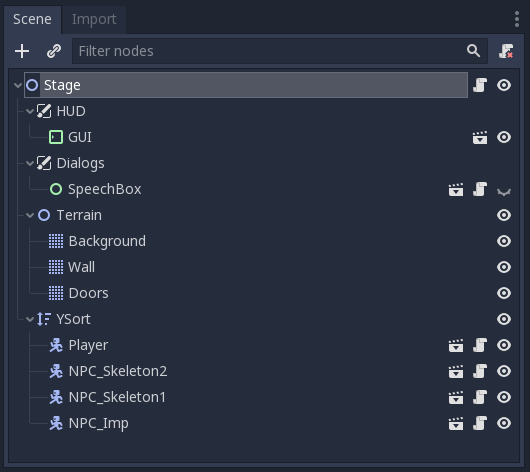 Scene Import
Filter nodes
Stage
HUD
GUI
Dialogs
SpeechBox
Terrain
Background
Wall
Doors
YSort
Player
NPC_Skeleton2
NPC_Skeleton1
NPC_Imp